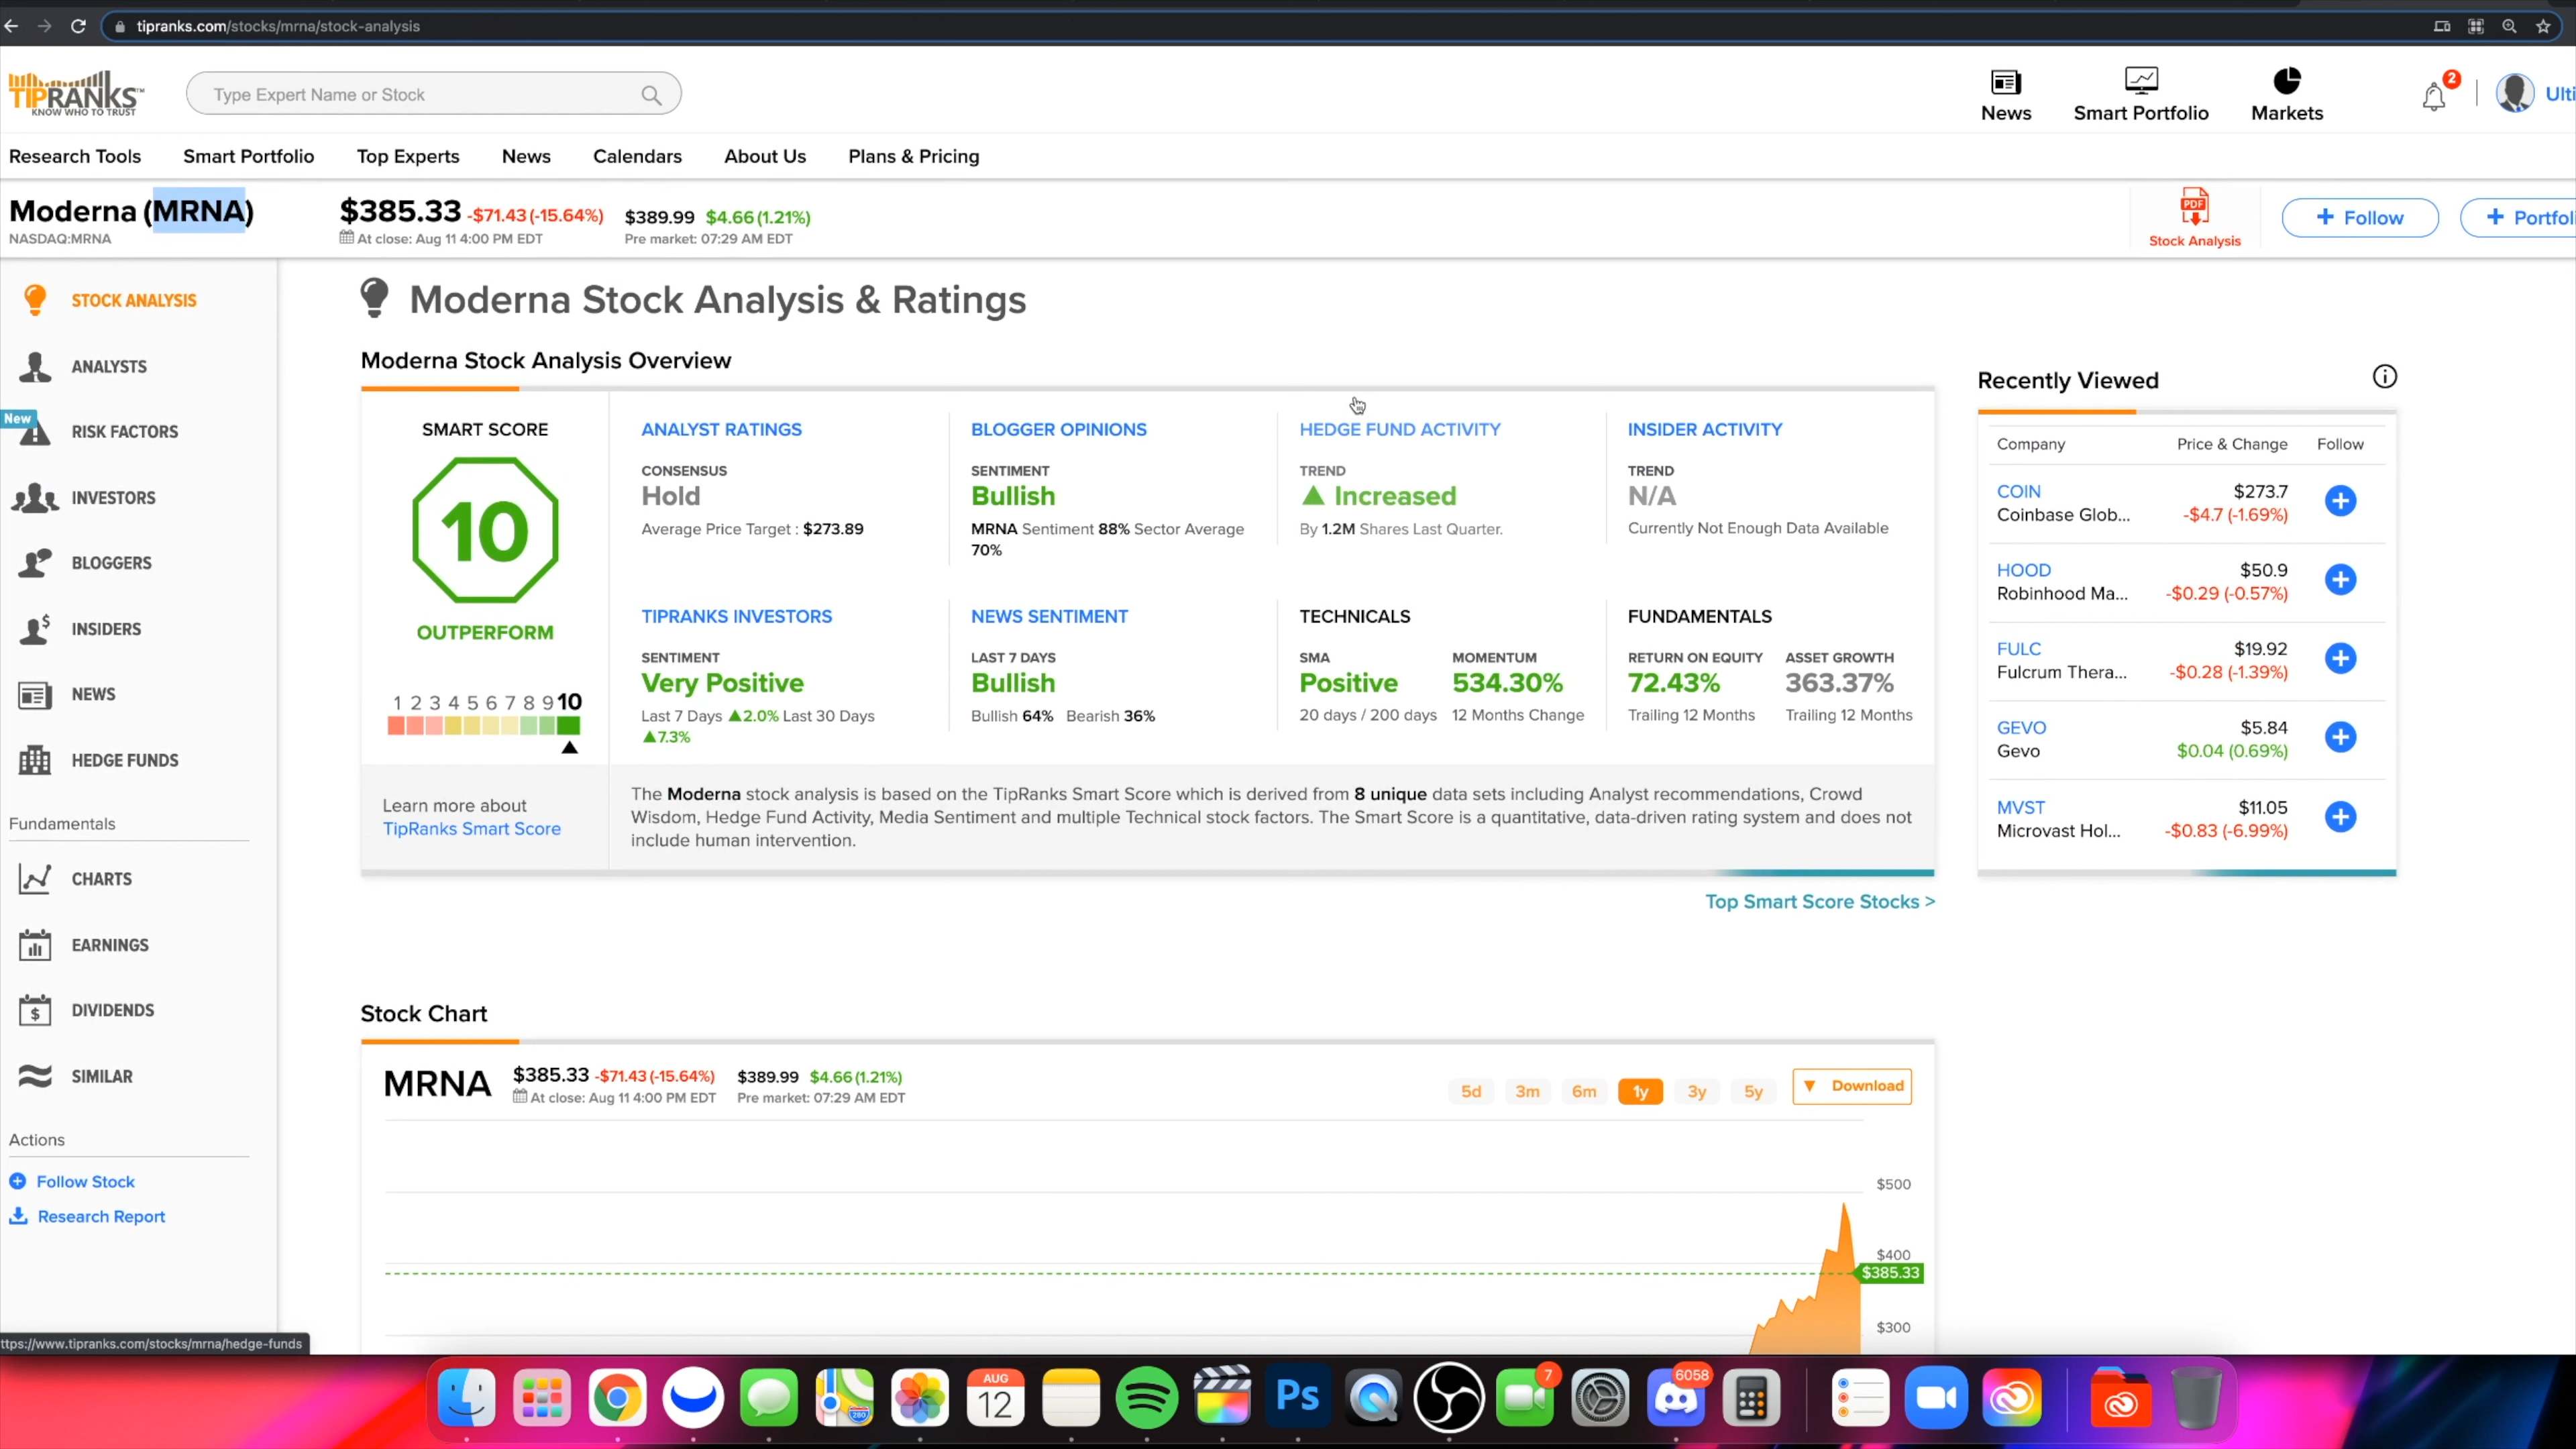 tipranks.com/stocks/mrna/stock-analysis
TIPRANKS™
KNOW WHO TO TRUST
Type Expert Name or Stock
News
Smart Portfolio
Markets
2
Ulti
Research Tools
Smart Portfolio
Top Experts
News
Calendars
About Us
Plans & Pricing
Moderna (MRNA)
NASDAQ:MRNA
$385.33 -$71.43 (-15.64%)
At close: Aug 11 4:00 PM EDT
$389.99 $4.66 (1.21%)
Pre market: 07:29 AM EDT
PDF
Stock Analysis
+ Follow
+ Portfoli
STOCK ANALYSIS
ANALYSTS
New
RISK FACTORS
INVESTORS
BLOGGERS
INSIDERS
NEWS
HEDGE FUNDS
Fundamentals
CHARTS
EARNINGS
DIVIDENDS
SIMILAR
Actions
Follow Stock
Research Report
Moderna Stock Analysis & Ratings
Moderna Stock Analysis Overview
SMART SCORE
10
OUTPERFORM
1 2 3 4 5 6 7 8 9 10
Learn more about
TipRanks Smart Score
ANALYST RATINGS
CONSENSUS
Hold
Average Price Target : $273.89
BLOGGER OPINIONS
SENTIMENT
Bullish
MRNA Sentiment 88% Sector Average
70%
HEDGE FUND ACTIVITY
TREND
▲ Increased
By 1.2M Shares Last Quarter.
INSIDER ACTIVITY
TREND
N/A
Currently Not Enough Data Available
TIPRANKS INVESTORS
SENTIMENT
Very Positive
Last 7 Days ▲2.0% Last 30 Days
▲7.3%
NEWS SENTIMENT
LAST 7 DAYS
Bullish
Bullish 64% Bearish 36%
TECHNICALS
SMA
Positive
20 days / 200 days
MOMENTUM
534.30%
12 Months Change
FUNDAMENTALS
RETURN ON EQUITY
72.43%
Trailing 12 Months
ASSET GROWTH
363.37%
Trailing 12 Months
The Moderna stock analysis is based on the TipRanks Smart Score which is derived from 8 unique data sets including Analyst recommendations, Crowd
Wisdom, Hedge Fund Activity, Media Sentiment and multiple Technical stock factors. The Smart Score is a quantitative, data-driven rating system and does not
include human intervention.
Top Smart Score Stocks >
Recently Viewed
Company Price & Change Follow
COIN $273.7
Coinbase Glob... -$4.7 (-1.69%)
HOOD $50.9
Robinhood Ma... -$0.29 (-0.57%)
FULC $19.92
Fulcrum Thera... -$0.28 (-1.39%)
GEVO $5.84
Gevo $0.04 (0.69%)
MVST $11.05
Microvast Hol... -$0.83 (-6.99%)
Stock Chart
MRNA
$385.33 -$71.43 (-15.64%)
At close: Aug 11 4:00 PM EDT
$389.99 $4.66 (1.21%)
Pre market: 07:29 AM EDT
5d 3m 6m 1y 3y 5y
▼ Download
$500
$400
$385.33
$300
ttps://www.tipranks.com/stocks/mrna/hedge-funds
280
AUG
12
Ps
7
6058